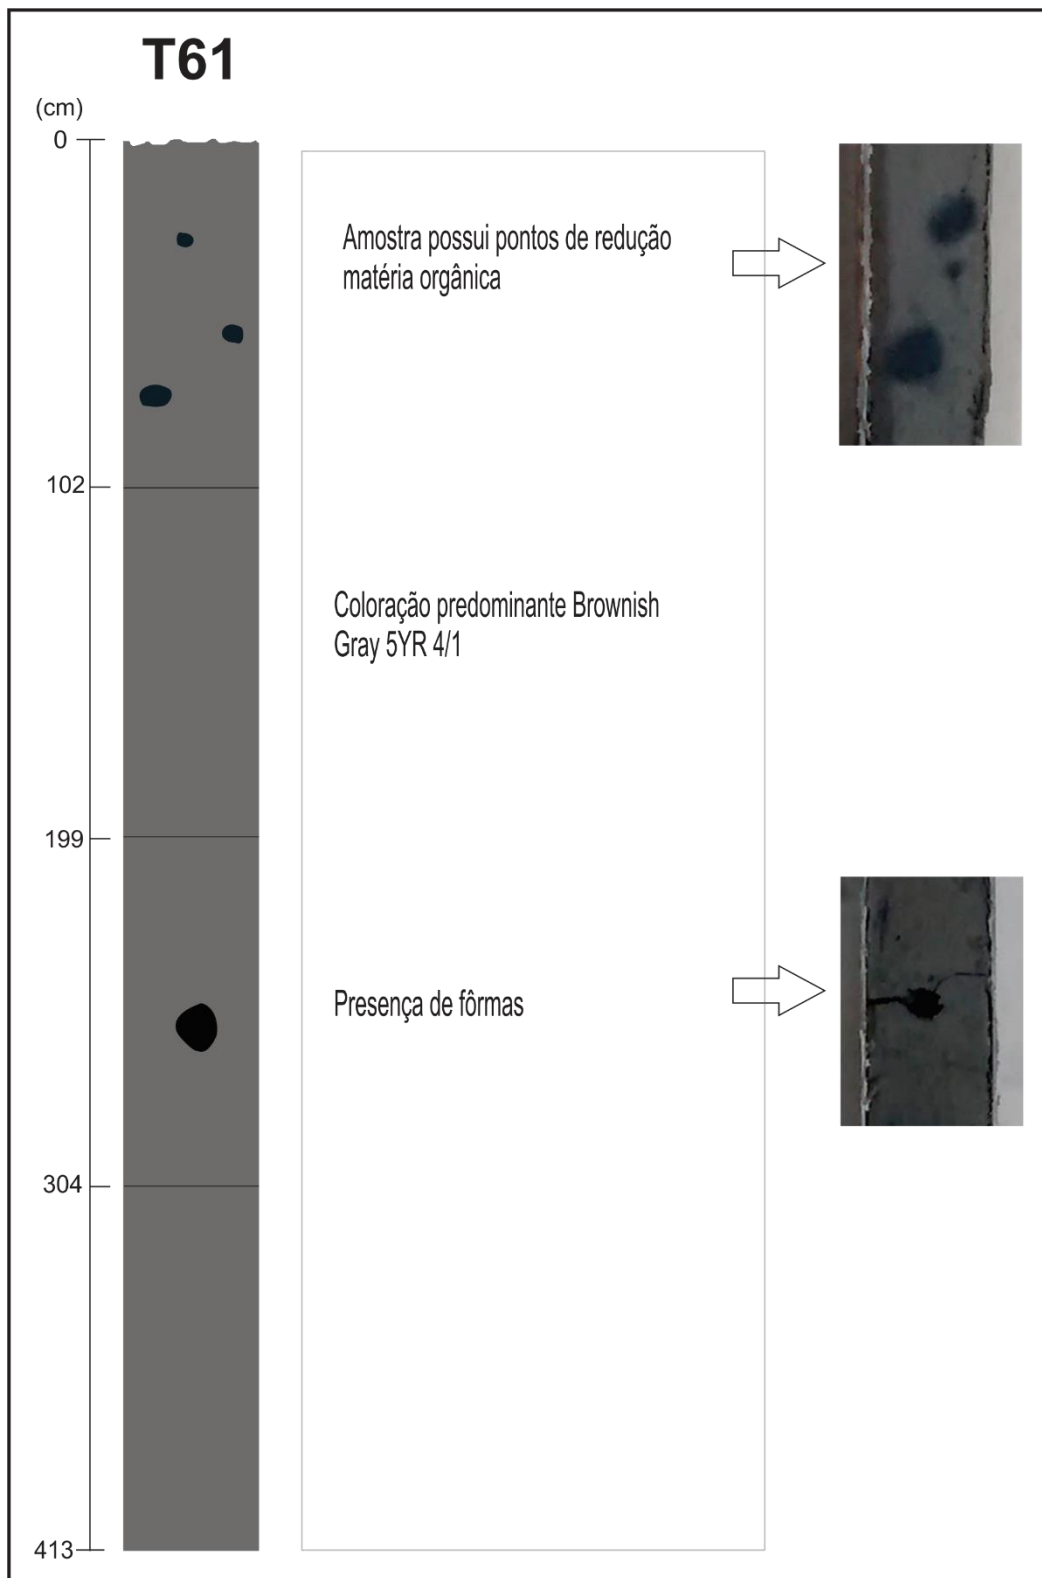 T61
(cm)
0
Amostra possui pontos de redução
matéria orgânica
102
Coloração predominante Brownish
Gray 5YR 4/1
199
Presença de fôrmas
304
413